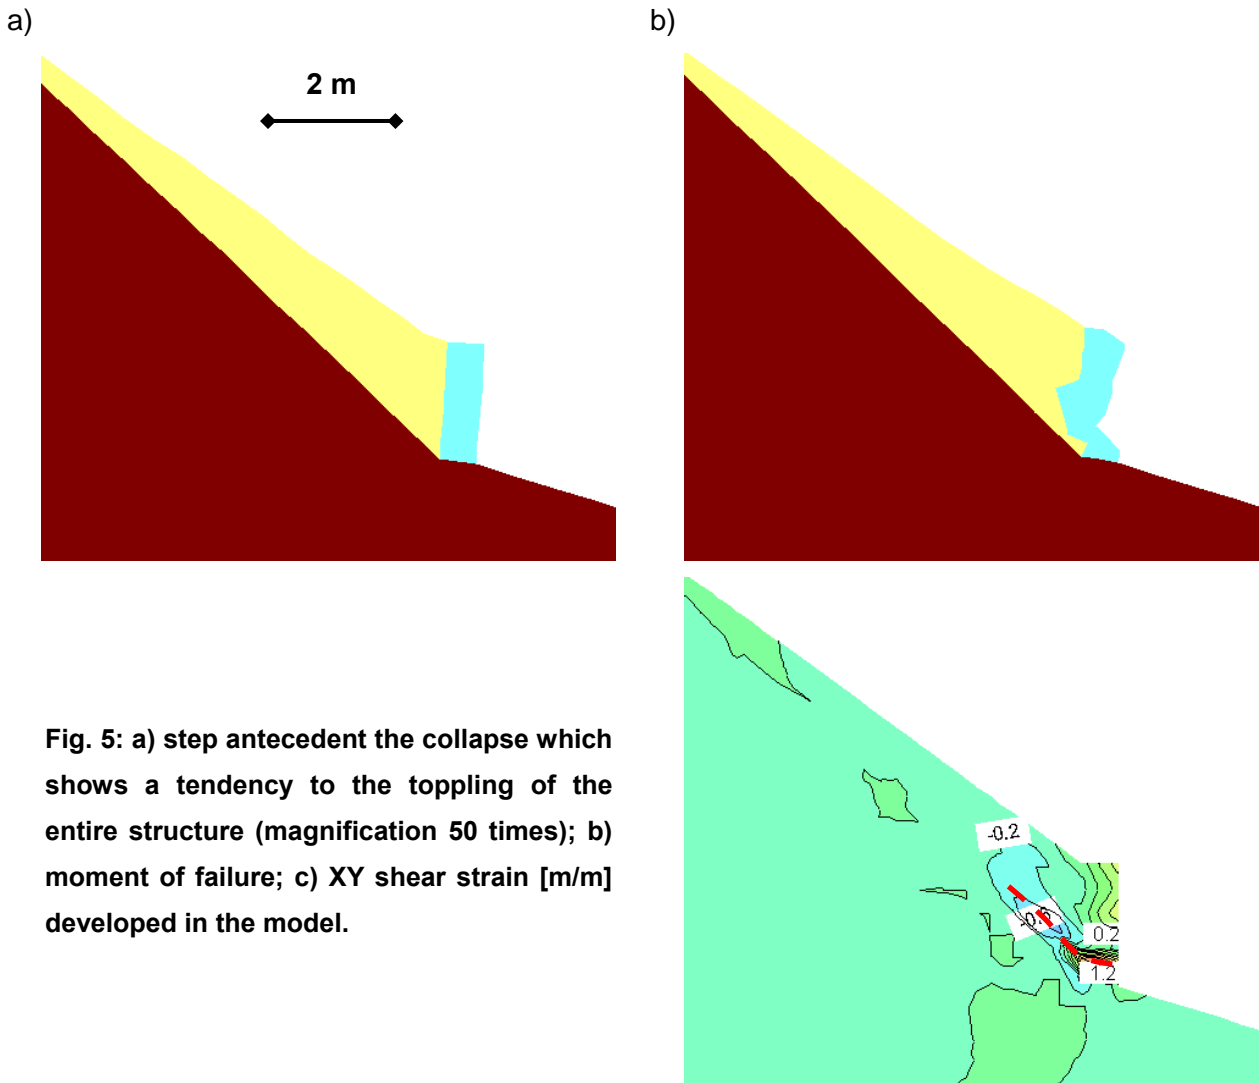 a)
b)
2 m
Fig. 5: a) step antecedent the collapse which
shows a tendency to the toppling of the
entire structure (magnification 50 times); b)
moment of failure; c) XY shear strain [m/m]
developed in the model.
-0.2
0.2
1.2